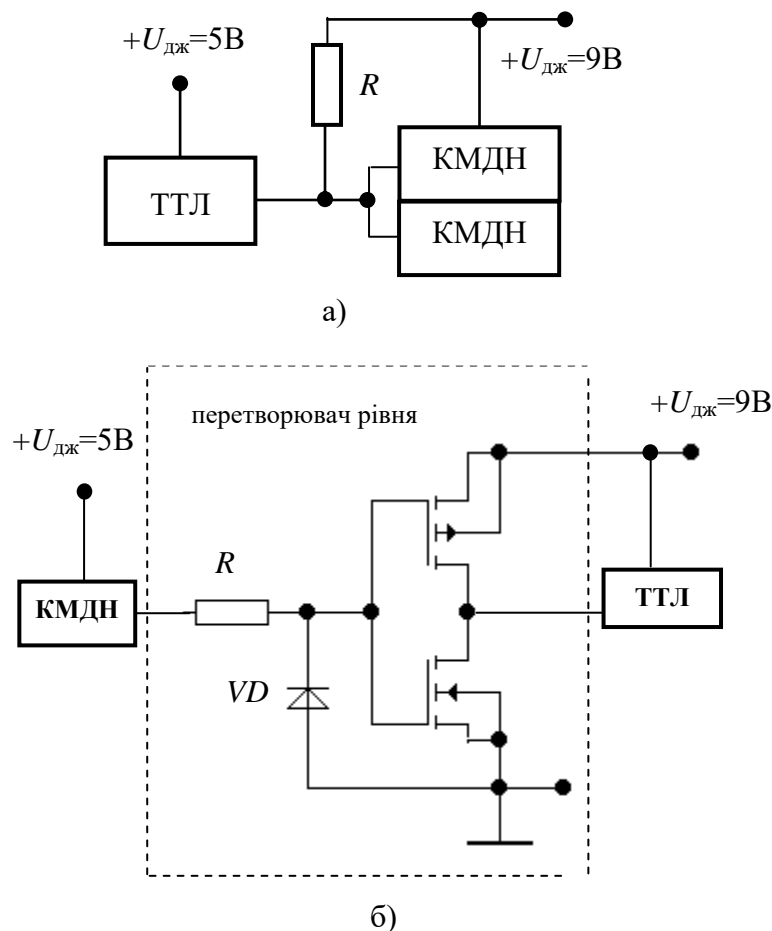 +Uдж=5В
+Uдж=9В
R
КМДН
ТТЛ
КМДН
а)
перетворювач рівня
+Uдж=9В
+Uдж=5В
R
КМДН
ТТЛ
VD
б)